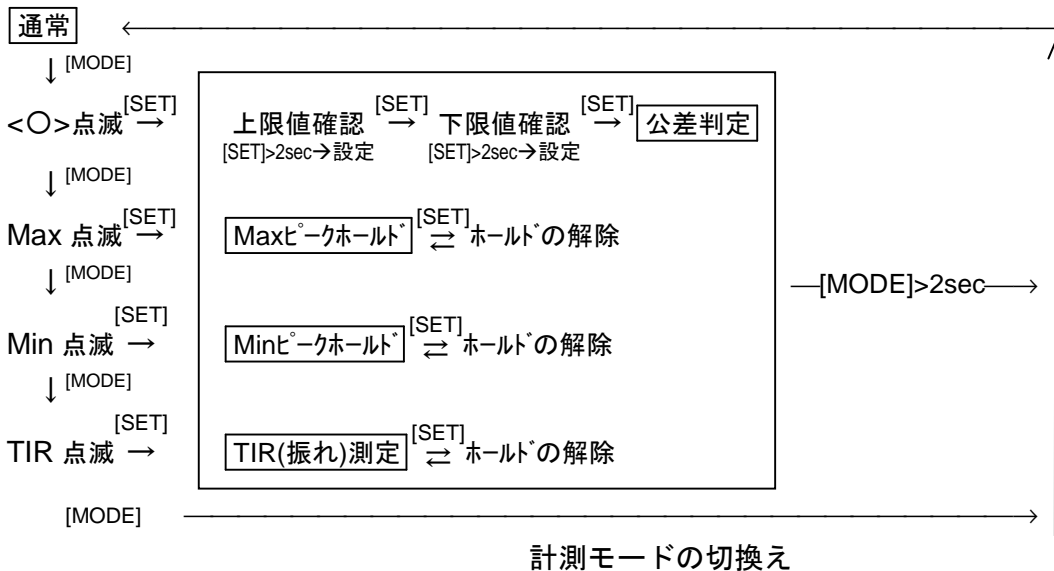 通常 ←
↓ [MODE]
<○>点滅 [SET] → 上限値確認 [SET] → 下限値確認 [SET] → 公差判定
[SET]>2sec→設定 [SET]>2sec→設定
↓ [MODE]
Max 点滅 [SET] → Maxﾋﾟｰｸﾎｰﾙﾄﾞ [SET] ⇄ ﾎｰﾙﾄﾞの解除
↓ [MODE]
—[MODE]>2sec→
Min 点滅 [SET] → Minﾋﾟｰｸﾎｰﾙﾄﾞ [SET] ⇄ ﾎｰﾙﾄﾞの解除
↓ [MODE]
TIR 点滅 [SET] → TIR(振れ)測定 [SET] ⇄ ﾎｰﾙﾄﾞの解除
[MODE] →
計測モードの切換え